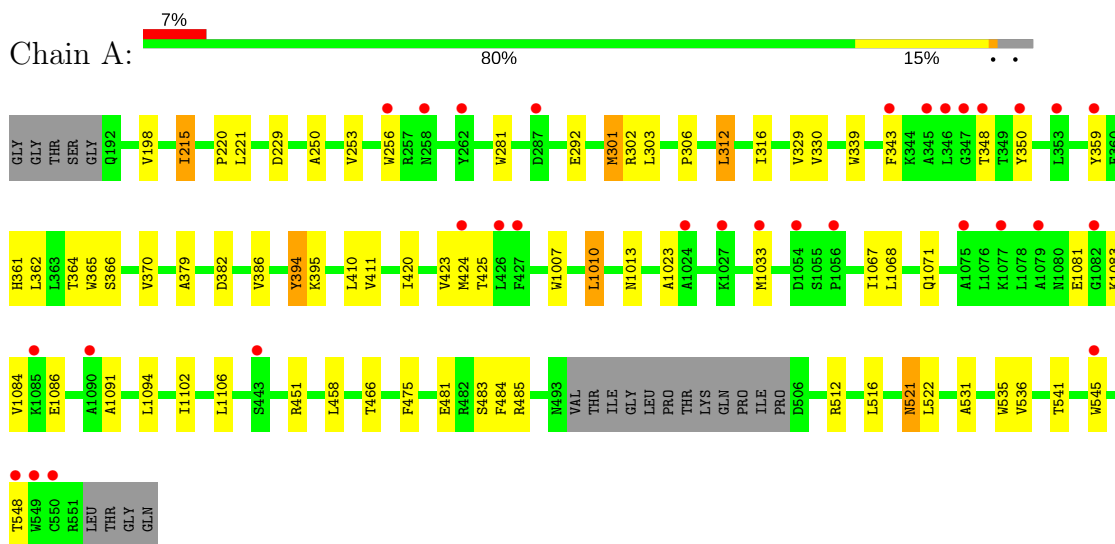 7%
Chain A:
80% 15% • •
GLY GLY THR SER GLY Q192 V198 I215 P220 L221 D229 A250 V253 W256 R257 N258 Y262 W281 D287 E292 M301 R302 L303 P306 L312 I316 V329 V330 W339 F343 K344 A345 L346 G347 T348 T349 Y350 L353 Y359 E360
H361 L362 L363 T364 W365 S366 V370 A379 D382 V386 Y394 K395 L410 V411 I420 V423 M424 T425 L426 F427 W1007 L1010 N1013 A1023 A1024 K1027 M1033 D1054 S1055 P1056 I1067 L1068 Q1071 A1075 L1076 K1077 L1078 A1079 N1080 E1081 G1082 K1083
V1084 K1085 E1086 A1090 A1091 L1094 I1102 L1106 S443 R451 L458 T466 F475 E481 R482 S483 F484 R485 N493 VAL THR ILE GLY LEU PRO THR LYS GLN PRO ILE PRO D506 R512 L516 N521 L522 A531 W535 V536 T541 W545
T548 W549 C550 R551 LEU THR GLY GLN